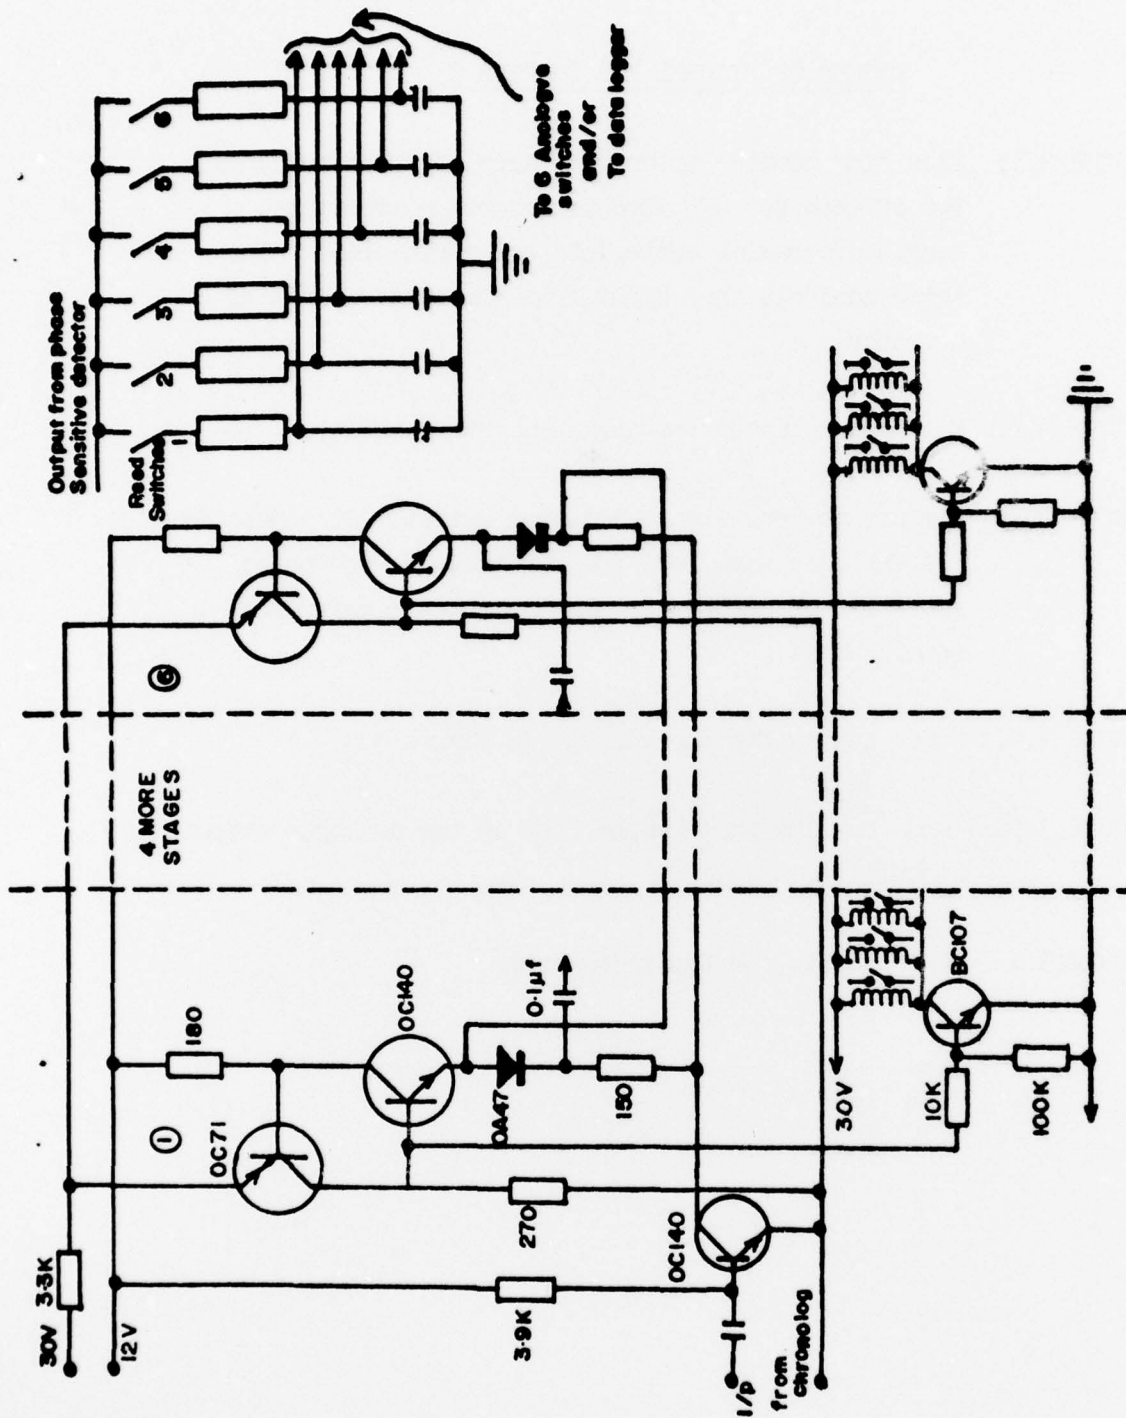 30V 3·3K
12V
①
OC71
180
OC140
OA47
0·1µf
150
270
3·9K
OC140
I/p
from
chronolog
30V
10K
BC107
100K
4 MORE
STAGES
⑥
Output from phase
Sensitive detector
Reed
Switches
1
2
3
4
5
6
To 6 Analogue
switches
and/or
To data logger